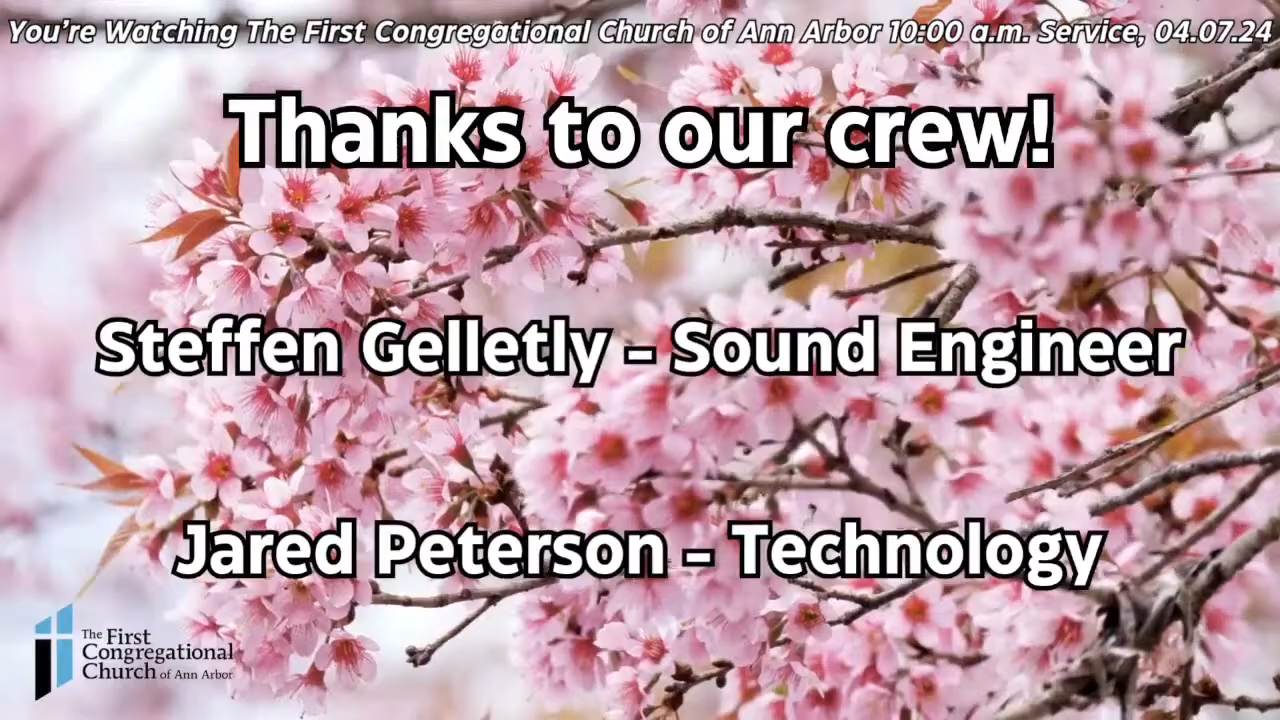 You're Watching The First Congregational Church of Ann Arbor 10:00 a.m. Service, 04.07.24
Thanks to our crew!
Steffen Gelletly - Sound Engineer
Jared Peterson - Technology
The First
Congregational
Church of Ann Arbor